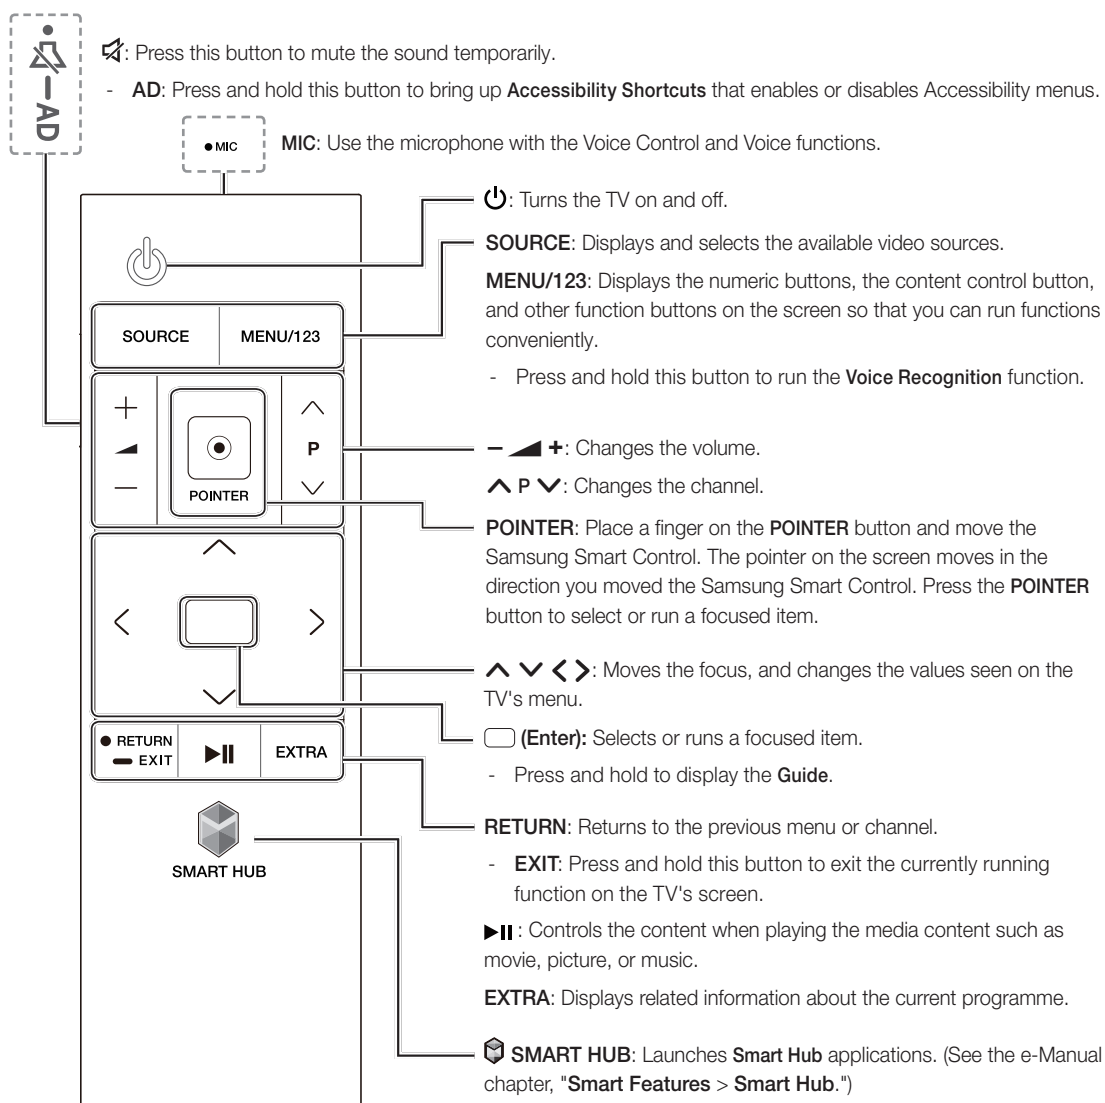 AD
: Press this button to mute the sound temporarily.
- AD: Press and hold this button to bring up Accessibility Shortcuts that enables or disables Accessibility menus.
MIC
MIC: Use the microphone with the Voice Control and Voice functions.
: Turns the TV on and off.
SOURCE: Displays and selects the available video sources.
MENU/123: Displays the numeric buttons, the content control button,
and other function buttons on the screen so that you can run functions
conveniently.
- Press and hold this button to run the Voice Recognition function.
SOURCE
MENU/123
+
P
—
POINTER
− +: Changes the volume.
P : Changes the channel.
POINTER: Place a finger on the POINTER button and move the
Samsung Smart Control. The pointer on the screen moves in the
direction you moved the Samsung Smart Control. Press the POINTER
button to select or run a focused item.
: Moves the focus, and changes the values seen on the
TV's menu.
(Enter): Selects or runs a focused item.
- Press and hold to display the Guide.
RETURN
EXIT
EXTRA
RETURN: Returns to the previous menu or channel.
- EXIT: Press and hold this button to exit the currently running
function on the TV's screen.
: Controls the content when playing the media content such as
movie, picture, or music.
EXTRA: Displays related information about the current programme.
SMART HUB
SMART HUB: Launches Smart Hub applications. (See the e-Manual
chapter, "Smart Features > Smart Hub.")